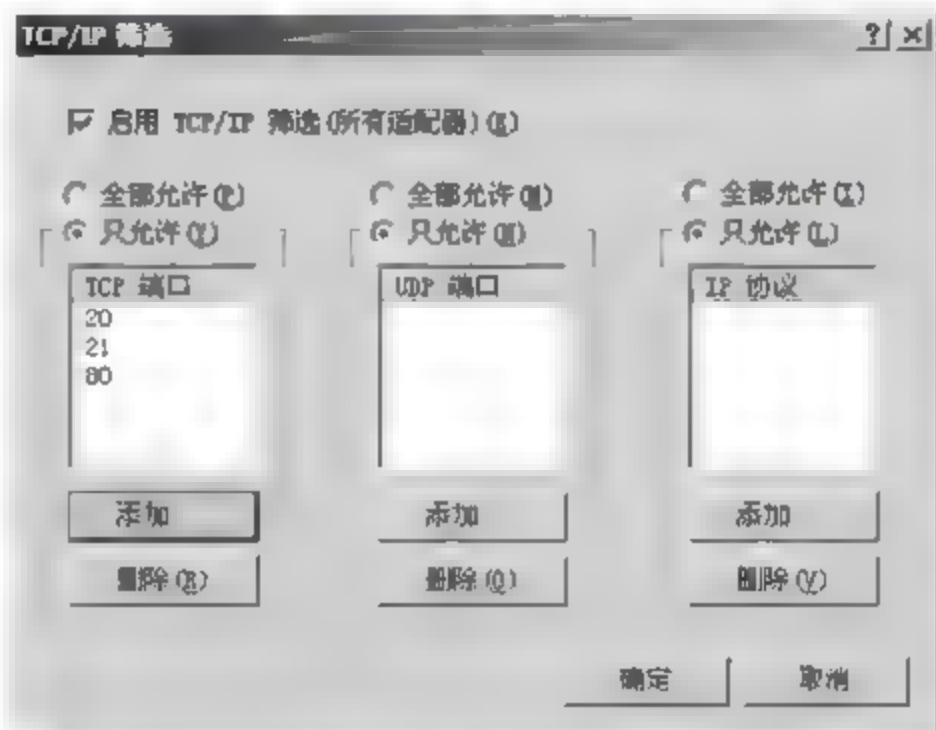 TCP/IP 筛选
启用 TCP/IP 筛选(所有适配器)(E)
全部允许(P) 全部允许(M) 全部允许(I)
只允许(Y) 只允许(N) 只允许(L)
TCP 端口 UDP 端口 IP 协议
20
21
80
添加 添加 添加
删除(R) 删除(O) 删除(V)
确定 取消